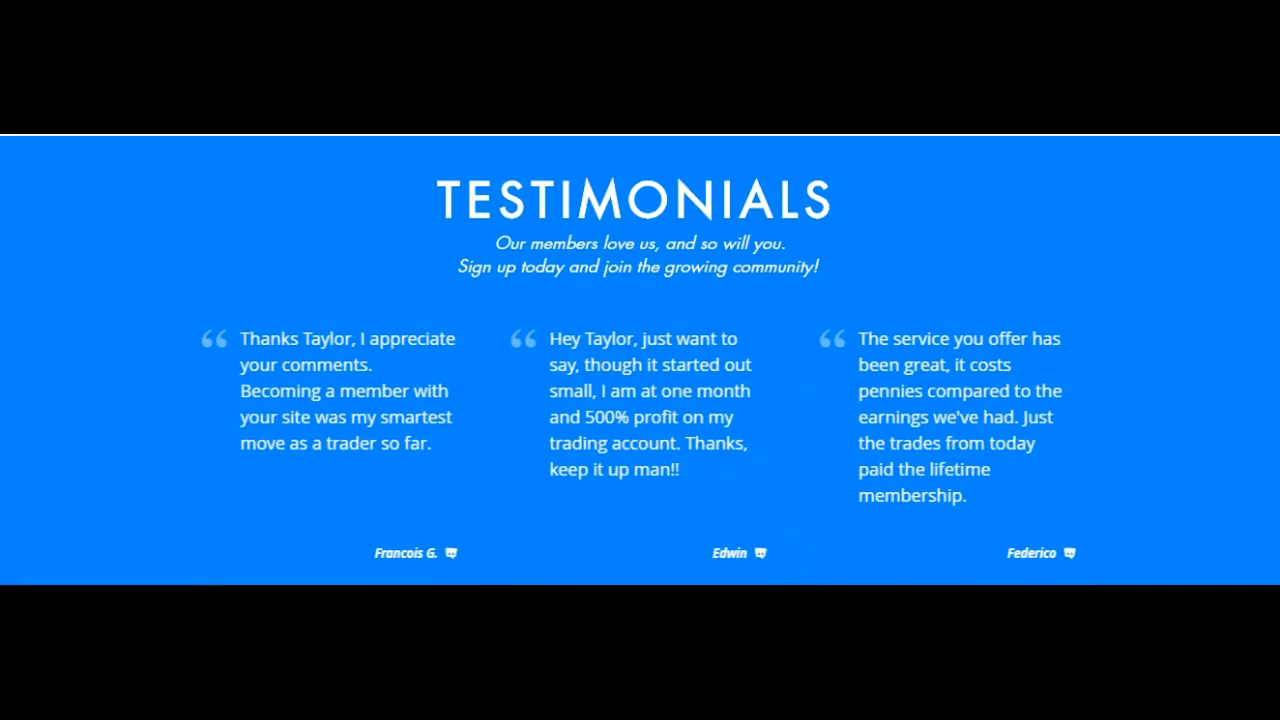 TESTIMONIALS
Our members love us, and so will you.
Sign up today and join the growing community!
Thanks Taylor, I appreciate
your comments.
Becoming a member with
your site was my smartest
move as a trader so far.
Francois G.
Hey Taylor, just want to
say, though it started out
small, I am at one month
and 500% profit on my
trading account. Thanks,
keep it up man!!
Edwin
The service you offer has
been great, it costs
pennies compared to the
earnings we've had. Just
the trades from today
paid the lifetime
membership.
Federico